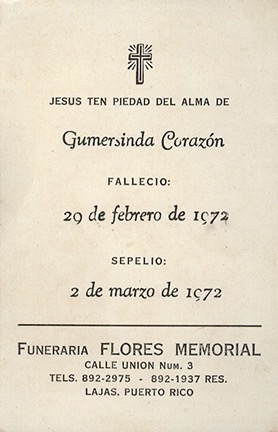 JESUS TEN PIEDAD DEL ALMA DE
Gumersinda Corazón
FALLECIO:
29 de febrero de 1972
SEPELIO:
2 de marzo de 1972
FUNERARIA FLORES MEMORIAL
CALLE UNION NUM. 3
TELS. 892-2975 - 892-1937 RES.
LAJAS, PUERTO RICO